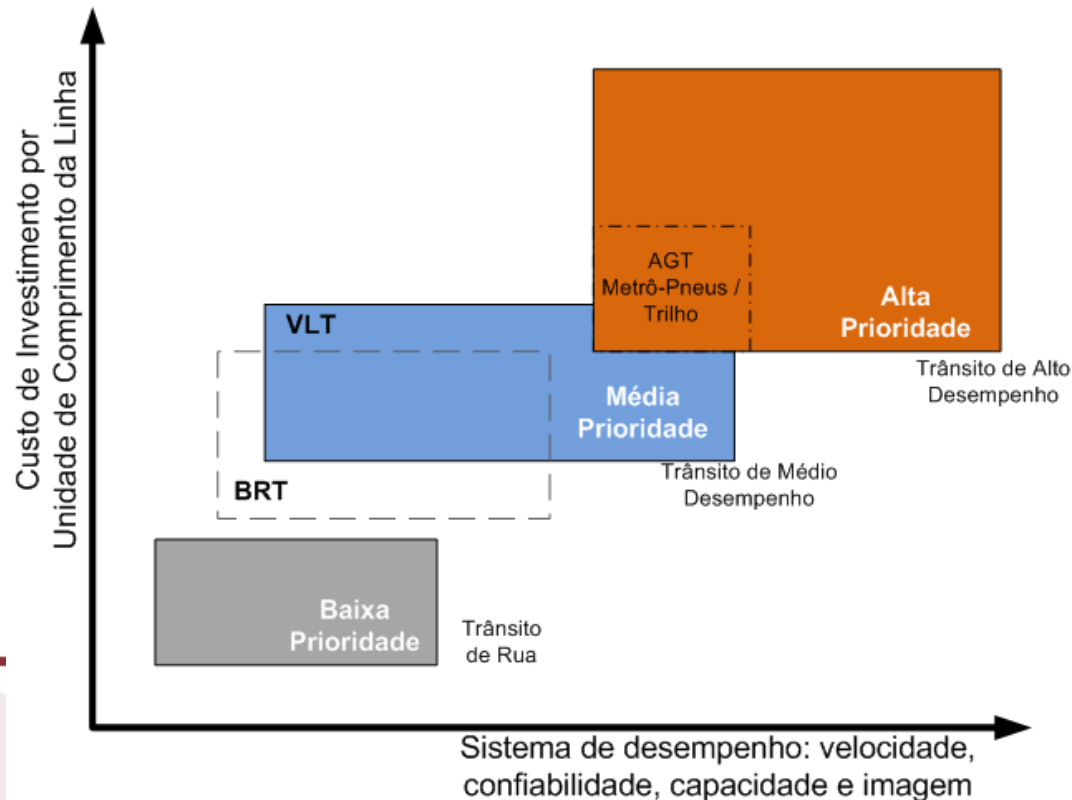 Custo de Investimento por
Unidade de Comprimento da Linha
AGT
Metrô-Pneus /
Trilho
Alta
Prioridade
Trânsito de Alto
Desempenho
VLT
Média
Prioridade
Trânsito de Médio
Desempenho
BRT
Baixa
Prioridade
Trânsito
de Rua
Sistema de desempenho: velocidade,
confiabilidade, capacidade e imagem